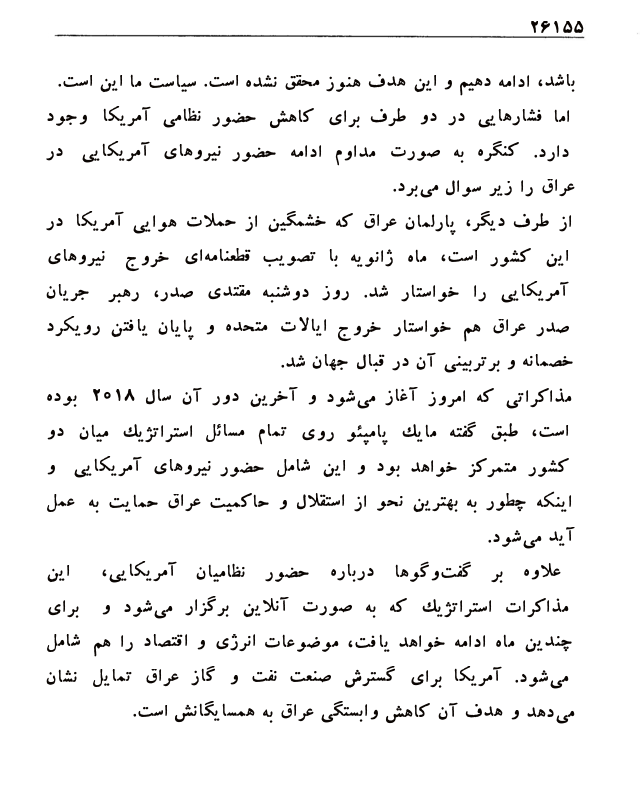 ۲۶۱۵۵
باشد، ادامه دهیم و این هدف هنوز محقق نشده است. سیاست ما این است.
اما فشارهایی در دو طرف برای کاهش حضور نظامی آمریکا وجود
دارد. کنگره به صورت مداوم ادامه حضور نیروهای آمریکایی در
عراق را زیر سوال می‌برد.
از طرف دیگر، پارلمان عراق که خشمگین از حملات هوایی آمریکا در
این کشور است، ماه ژانویه با تصویب قطعنامه‌ای خروج نیروهای
آمریکایی را خواستار شد. روز دوشنبه مقتدی صدر، رهبر جریان
صدر عراق هم خواستار خروج ایالات متحده و پایان یافتن رویکرد
خصمانه و برتربینی آن در قبال جهان شد.
مذاکراتی که امروز آغاز می‌شود و آخرین دور آن سال ۲۰۱۸ بوده
است، طبق گفته مایك پامپئو روی تمام مسائل استراتژیك میان دو
کشور متمرکز خواهد بود و این شامل حضور نیروهای آمریکایی و
اینکه چطور به بهترین نحو از استقلال و حاکمیت عراق حمایت به عمل
آید می‌شود.
علاوه بر گفت‌وگوها درباره حضور نظامیان آمریکایی، این
مذاکرات استراتژیك که به صورت آنلاین برگزار می‌شود و برای
چندین ماه ادامه خواهد یافت، موضوعات انرژی و اقتصاد را هم شامل
می‌شود. آمریکا برای گسترش صنعت نفت و گاز عراق تمایل نشان
می‌دهد و هدف آن کاهش وابستگی عراق به همسایگانش است.